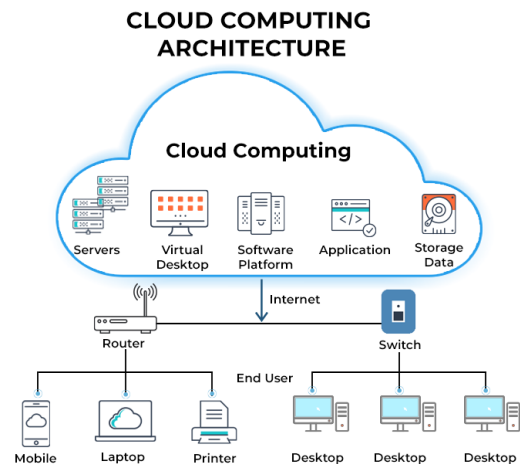 CLOUD COMPUTING
ARCHITECTURE
Cloud Computing
Servers
Virtual
Desktop
Software
Platform
Application
Storage
Data
Internet
Router
Switch
End User
Mobile
Laptop
Printer
Desktop
Desktop
Desktop